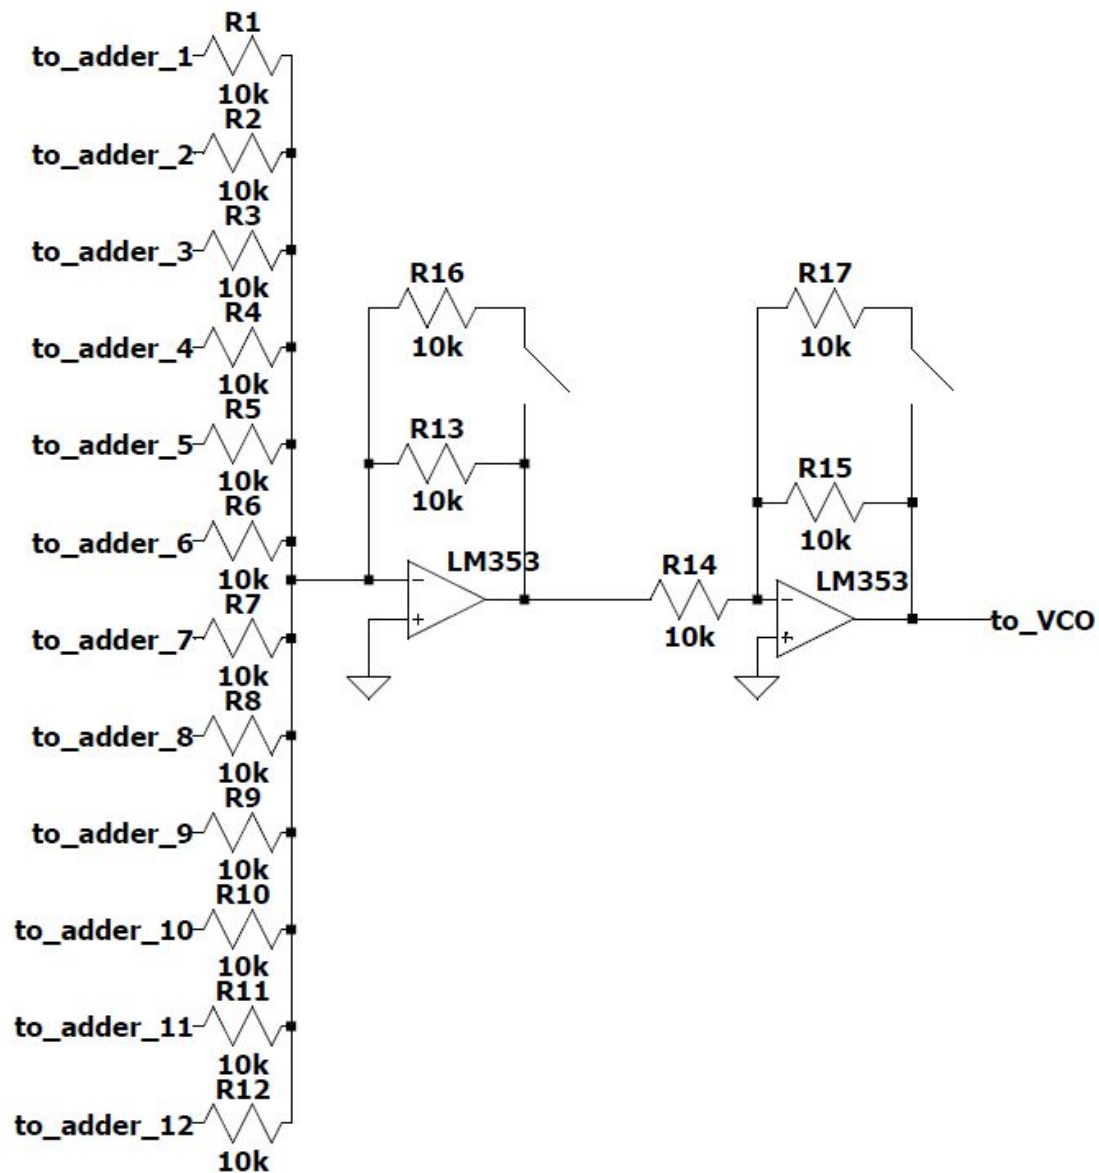 R1
to_adder_1
10k
R2
to_adder_2
10k
R3
to_adder_3
10k
R4
to_adder_4
10k
R5
to_adder_5
10k
R6
to_adder_6
10k
R7
to_adder_7
10k
R8
to_adder_8
10k
R9
to_adder_9
10k
R10
to_adder_10
10k
R11
to_adder_11
10k
R12
to_adder_12
10k
R16
10k
R13
10k
LM353
-
+
R14
10k
R17
10k
R15
10k
LM353
-
+
to_VCO